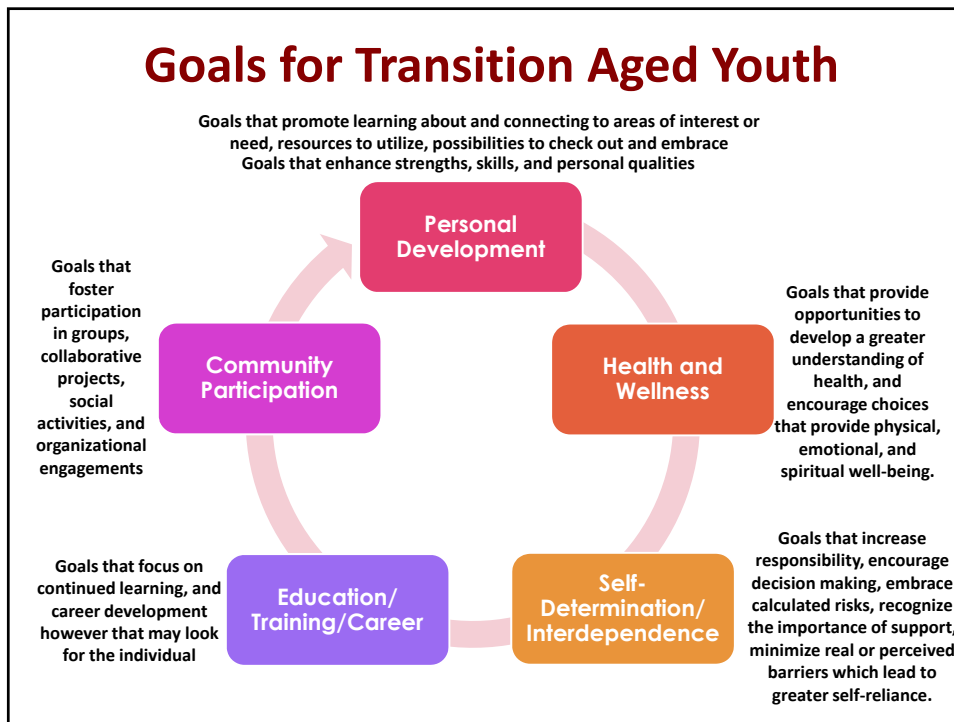 Goals for Transition Aged Youth
Goals that promote learning about and connecting to areas of interest or
need, resources to utilize, possibilities to check out and embrace
Goals that enhance strengths, skills, and personal qualities
Personal
Development
Health and
Wellness
Goals that provide
opportunities to
develop a greater
understanding of
health, and
encourage choices
that provide physical,
emotional, and
spiritual well-being.
Self-
Determination/
Interdependence
Goals that increase
responsibility, encourage
decision making, embrace
calculated risks, recognize
the importance of support,
minimize real or perceived
barriers which lead to
greater self-reliance.
Education/
Training/Career
Goals that focus on
continued learning, and
career development
however that may look
for the individual
Community
Participation
Goals that
foster
participation
in groups,
collaborative
projects,
social
activities, and
organizational
engagements